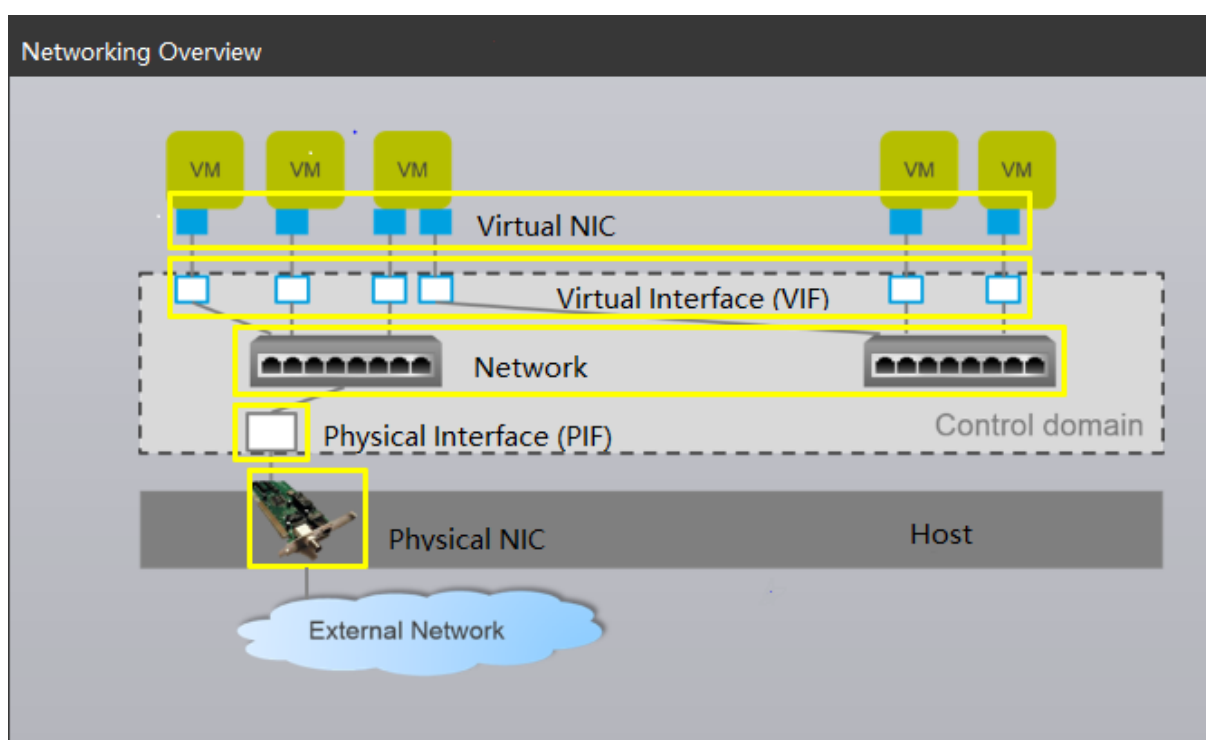 Networking Overview
VM VM VM VM VM
Virtual NIC
Virtual Interface (VIF)
Network
Physical Interface (PIF)
Control domain
Physical NIC
Host
External Network